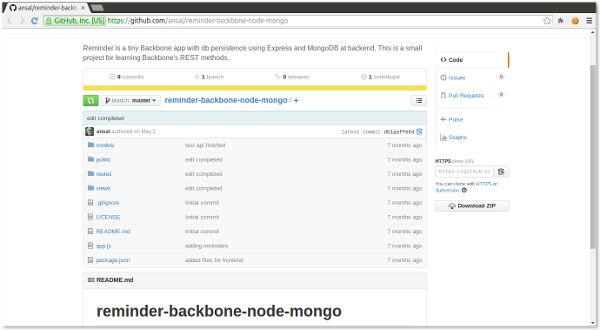 ansal/reminder-backb
GitHub, Inc. [US] https://github.com/ansal/reminder-backbone-node-mongo
Reminder is a tiny Backbone app with db persistence using Express and MongoDB at backend. This is a small
project for learning Backbone's REST methods.
9 commits 1 branch 0 releases 1 contributor
branch: master reminder-backbone-node-mongo / +
edit completed
ansal authored on May 2 latest commit db1aaffe64
models rest api finished 7 months ago
public edit completed 7 months ago
routes edit completed 7 months ago
views edit completed 7 months ago
.gitignore Initial commit 7 months ago
LICENSE Initial commit 7 months ago
README.md Initial commit 7 months ago
app.js adding reminders 7 months ago
package.json added files for frontend 7 months ago
README.md
reminder-backbone-node-mongo
Code
Issues 0
Pull Requests 0
Pulse
Graphs
HTTPS clone URL
https://github.cc
You can clone with HTTPS or
Subversion.
Download ZIP